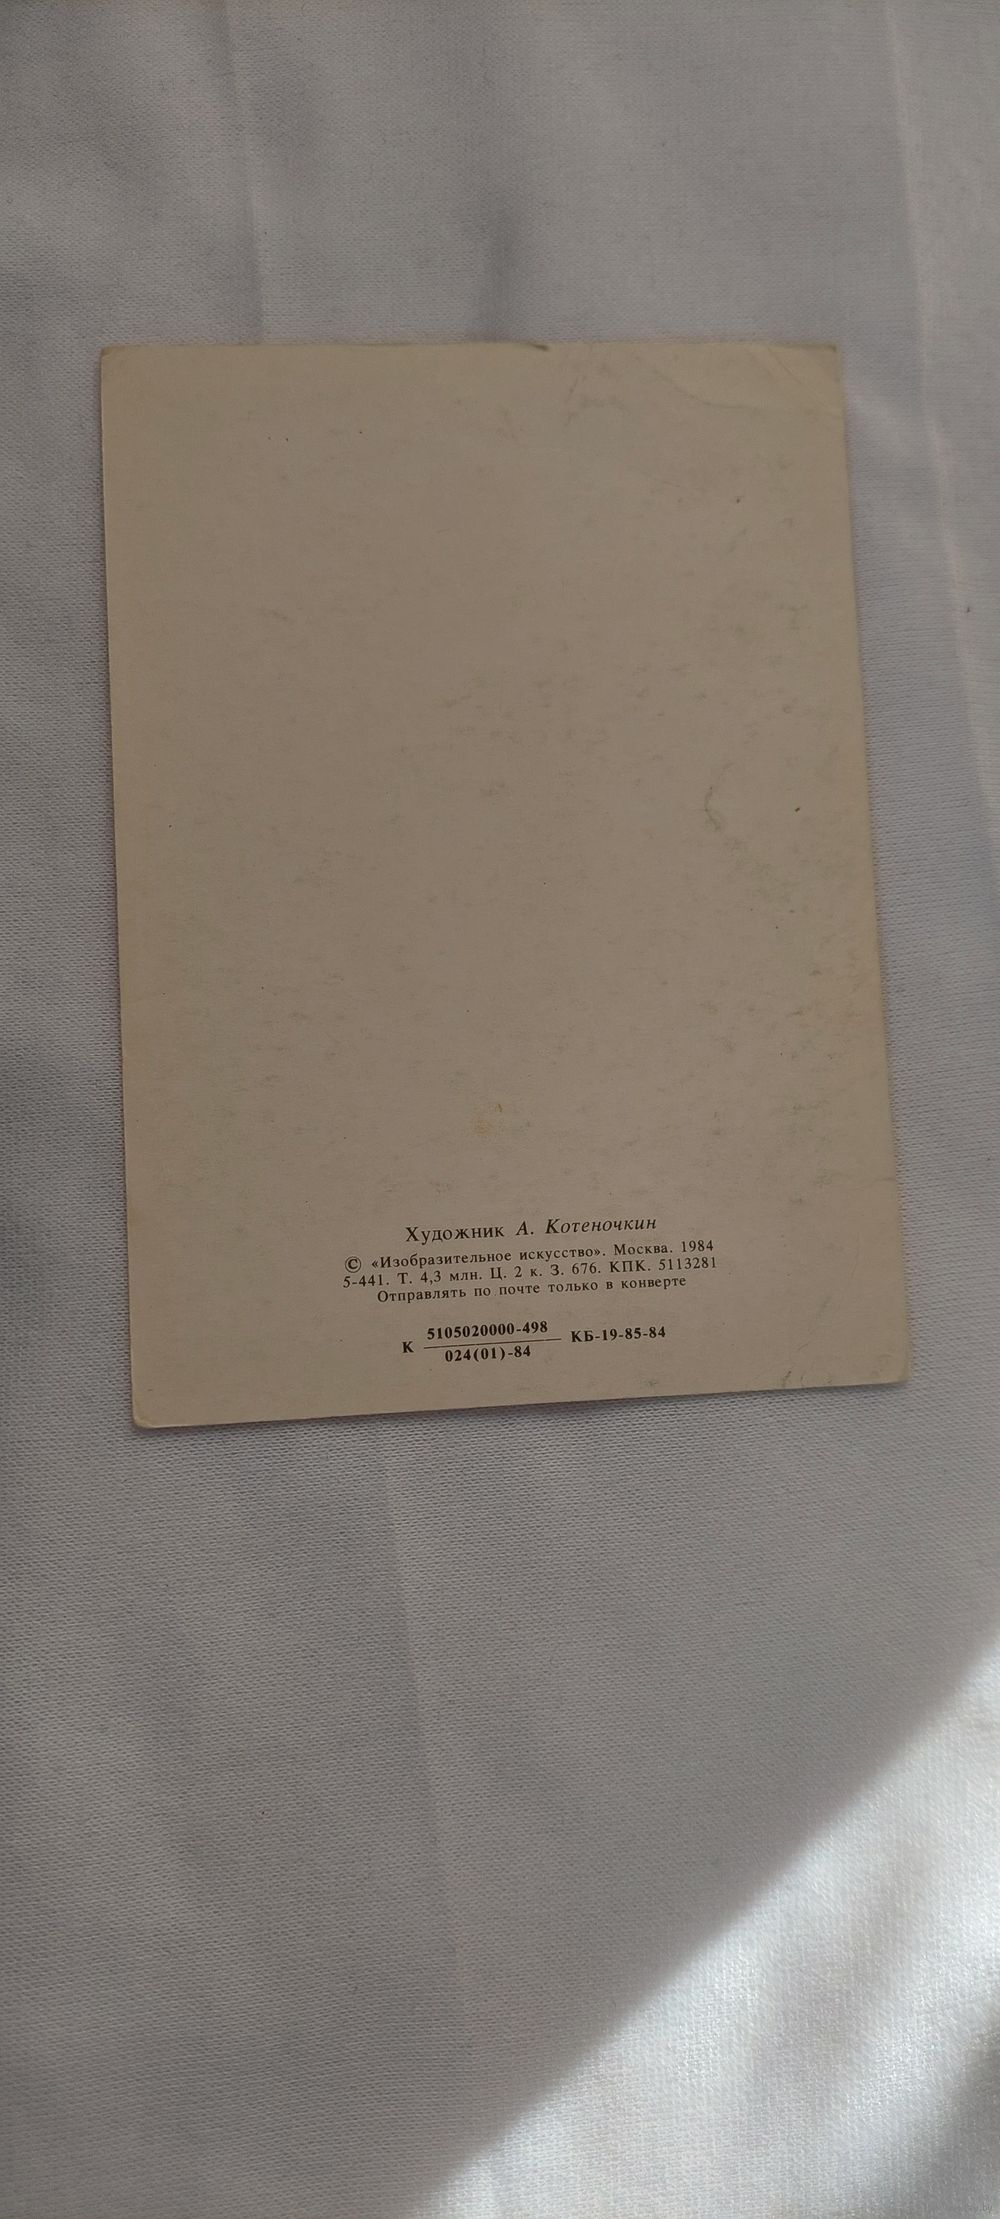 Художник А. Котеночкин
© «Изобразительное искусство». Москва. 1984
5-441. Т. 4,3 млн. Ц. 2 к. З. 676. КПК. 5113281
Отправлять по почте только в конверте
5105020000-498
К КБ-19-85-84
024(01)-84